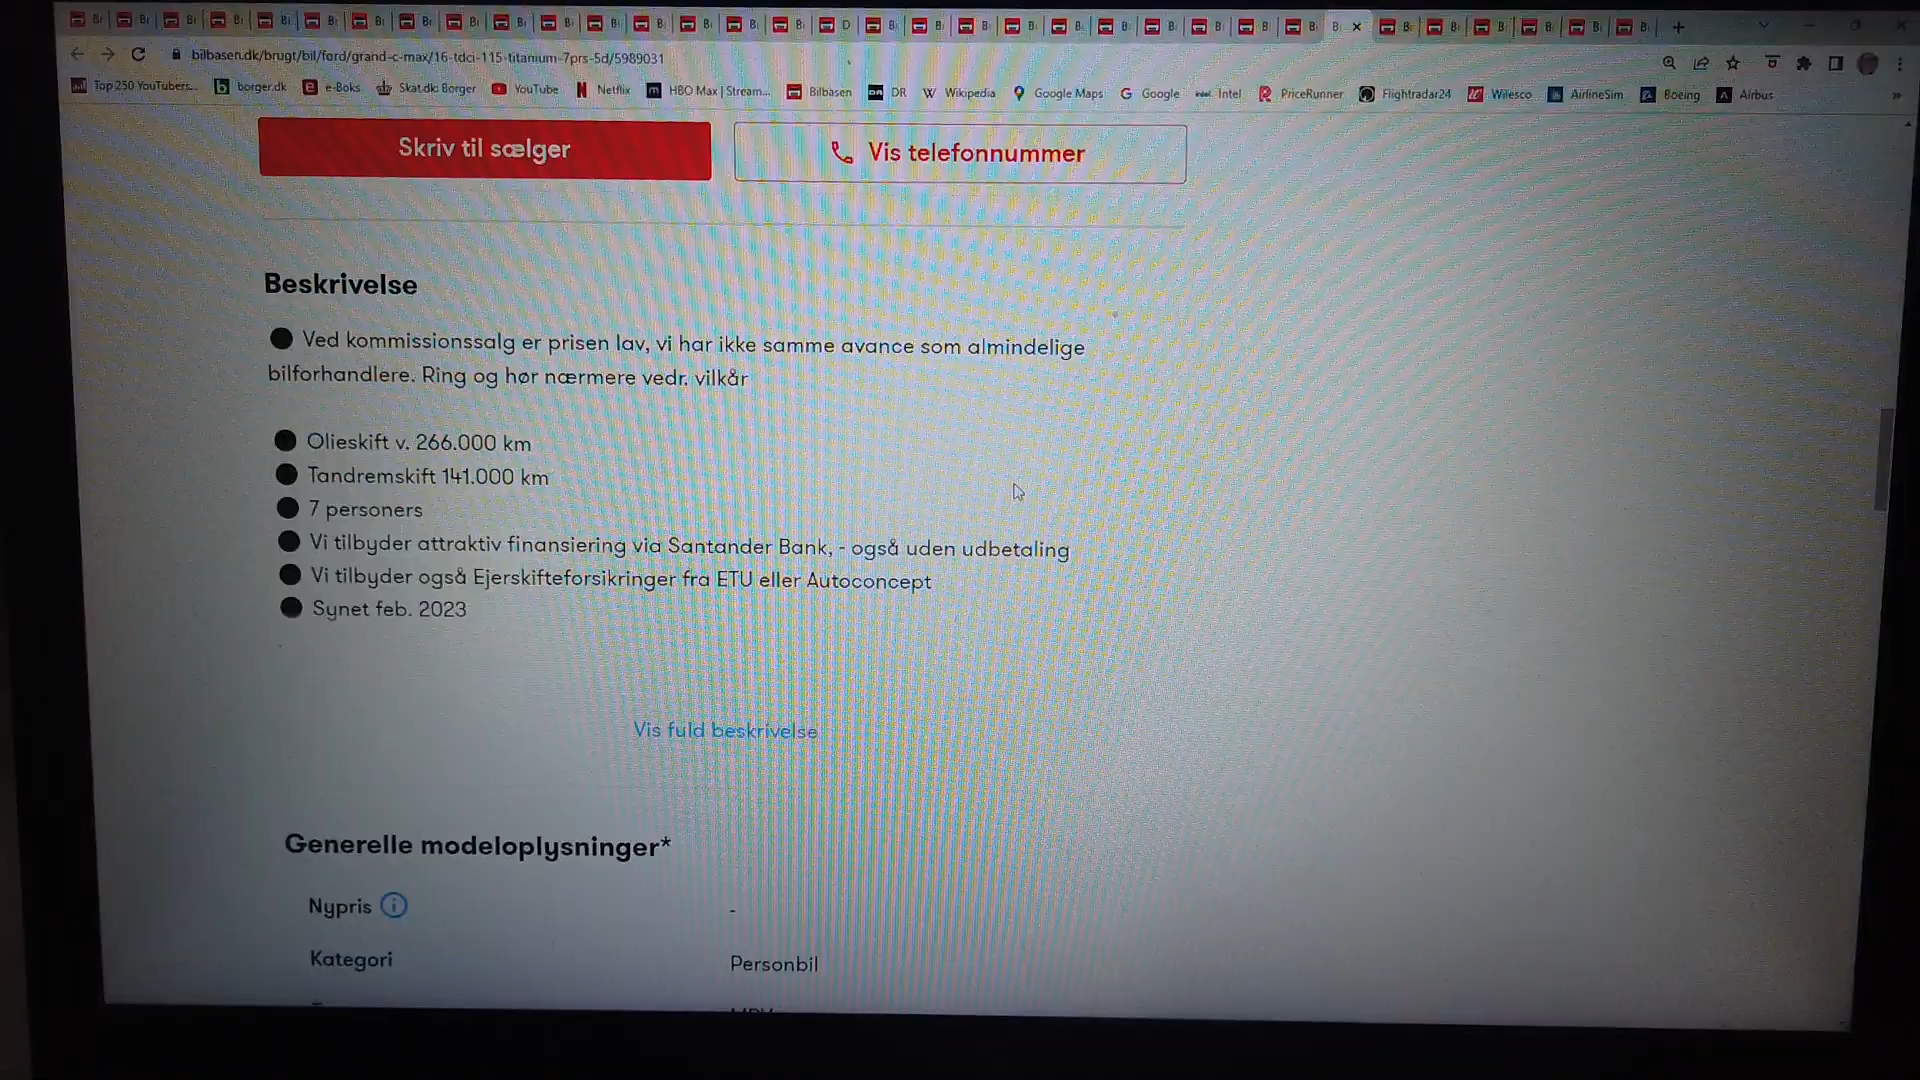 bilbasen.dk/brugt/bil/ford/grand-c-max/16-tdci-115-titanium-7prs-5d/5989031
Top 250 YouTubers... borger.dk e-Boks Skat.dk: Borger YouTube Netflix HBO Max | Stream... Bilbasen DR Wikipedia Google Maps Google Intel PriceRunner Flightradar24 Wilesco AirlineSim Boeing Airbus
Skriv til sælger
Vis telefonnummer
Beskrivelse
Ved kommissionssalg er prisen lav, vi har ikke samme avance som almindelige
bilforhandlere. Ring og hør nærmere vedr. vilkår
Olieskift v. 266.000 km
Tandremskift 141.000 km
7 personers
Vi tilbyder attraktiv finansiering via Santander Bank, - også uden udbetaling
Vi tilbyder også Ejerskifteforsikringer fra ETU eller Autoconcept
Synet feb. 2023
Vis fuld beskrivelse
Generelle modeloplysninger*
Nypris -
Kategori Personbil